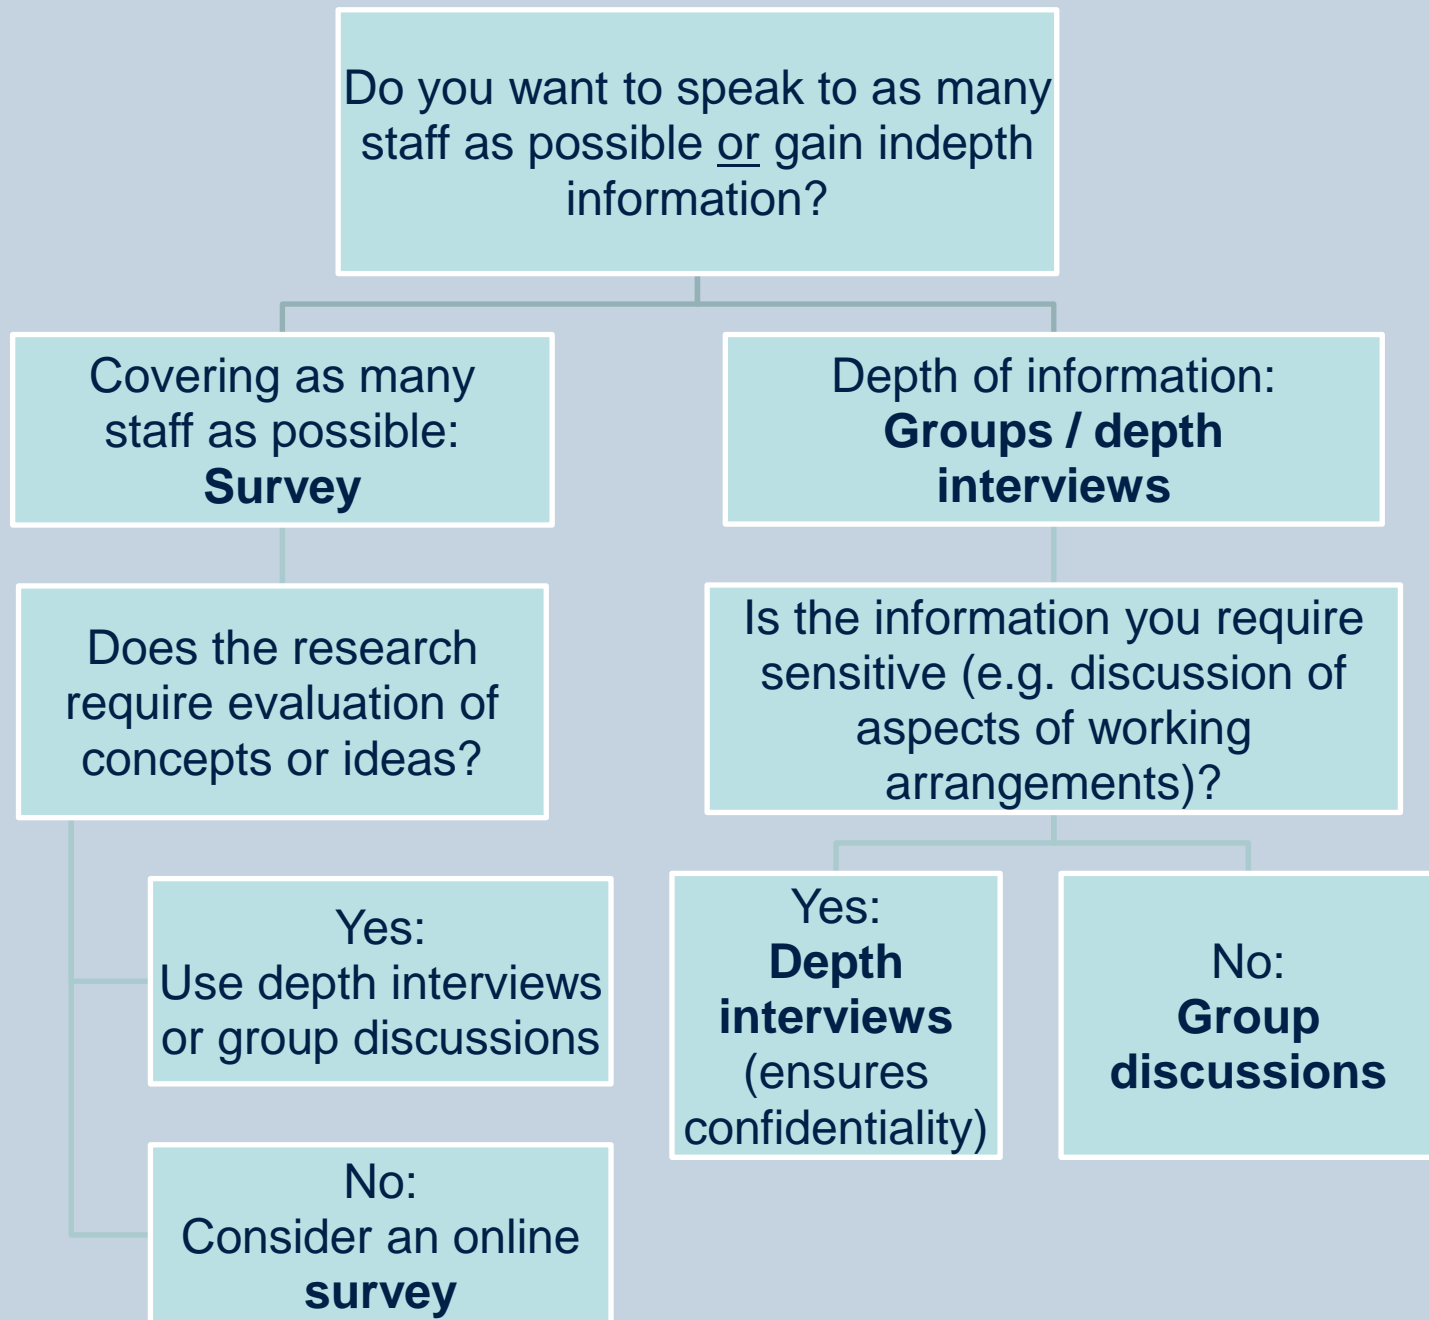 Do you want to speak to as many
staff as possible or gain indepth
information?
Covering as many
staff as possible:
Survey
Depth of information:
Groups / depth
interviews
Does the research
require evaluation of
concepts or ideas?
Is the information you require
sensitive (e.g. discussion of
aspects of working
arrangements)?
Yes:
Use depth interviews
or group discussions
No:
Consider an online
survey
Yes:
Depth
interviews
(ensures
confidentiality)
No:
Group
discussions